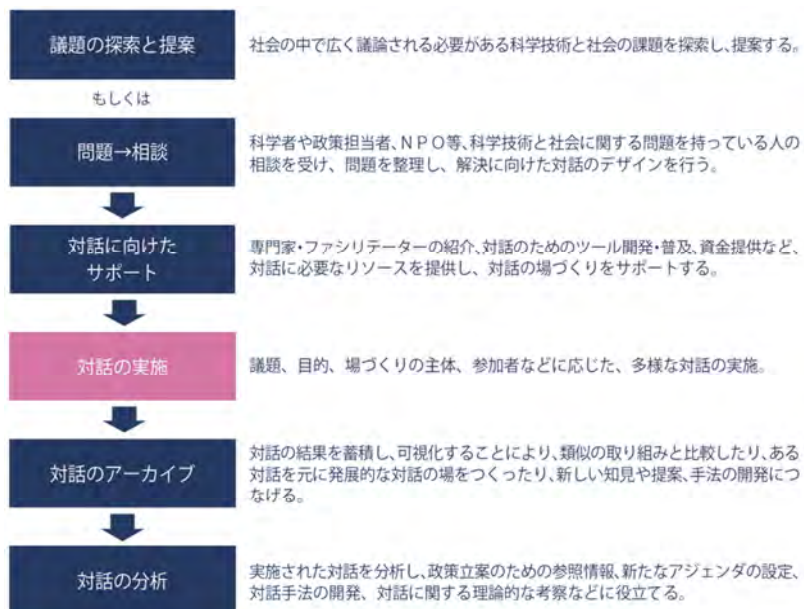 議題の探索と提案
社会の中で広く議論される必要がある科学技術と社会の課題を探索し、提案する。
もしくは
問題→相談
科学者や政策担当者、NPO等、科学技術と社会に関する問題を持っている人の
相談を受け、問題を整理し、解決に向けた対話のデザインを行う。
対話に向けた
サポート
専門家・ファシリテーターの紹介、対話のためのツール開発・普及、資金提供など、
対話に必要なリソースを提供し、対話の場づくりをサポートする。
対話の実施
議題、目的、場づくりの主体、参加者などに応じた、多様な対話の実施。
対話のアーカイブ
対話の結果を蓄積し、可視化することにより、類似の取り組みと比較したり、ある
対話を元に発展的な対話の場をつくったり、新しい知見や提案、手法の開発につ
なげる。
対話の分析
実施された対話を分析し、政策立案のための参照情報、新たなアジェンダの設定、
対話手法の開発、対話に関する理論的な考察などに役立てる。